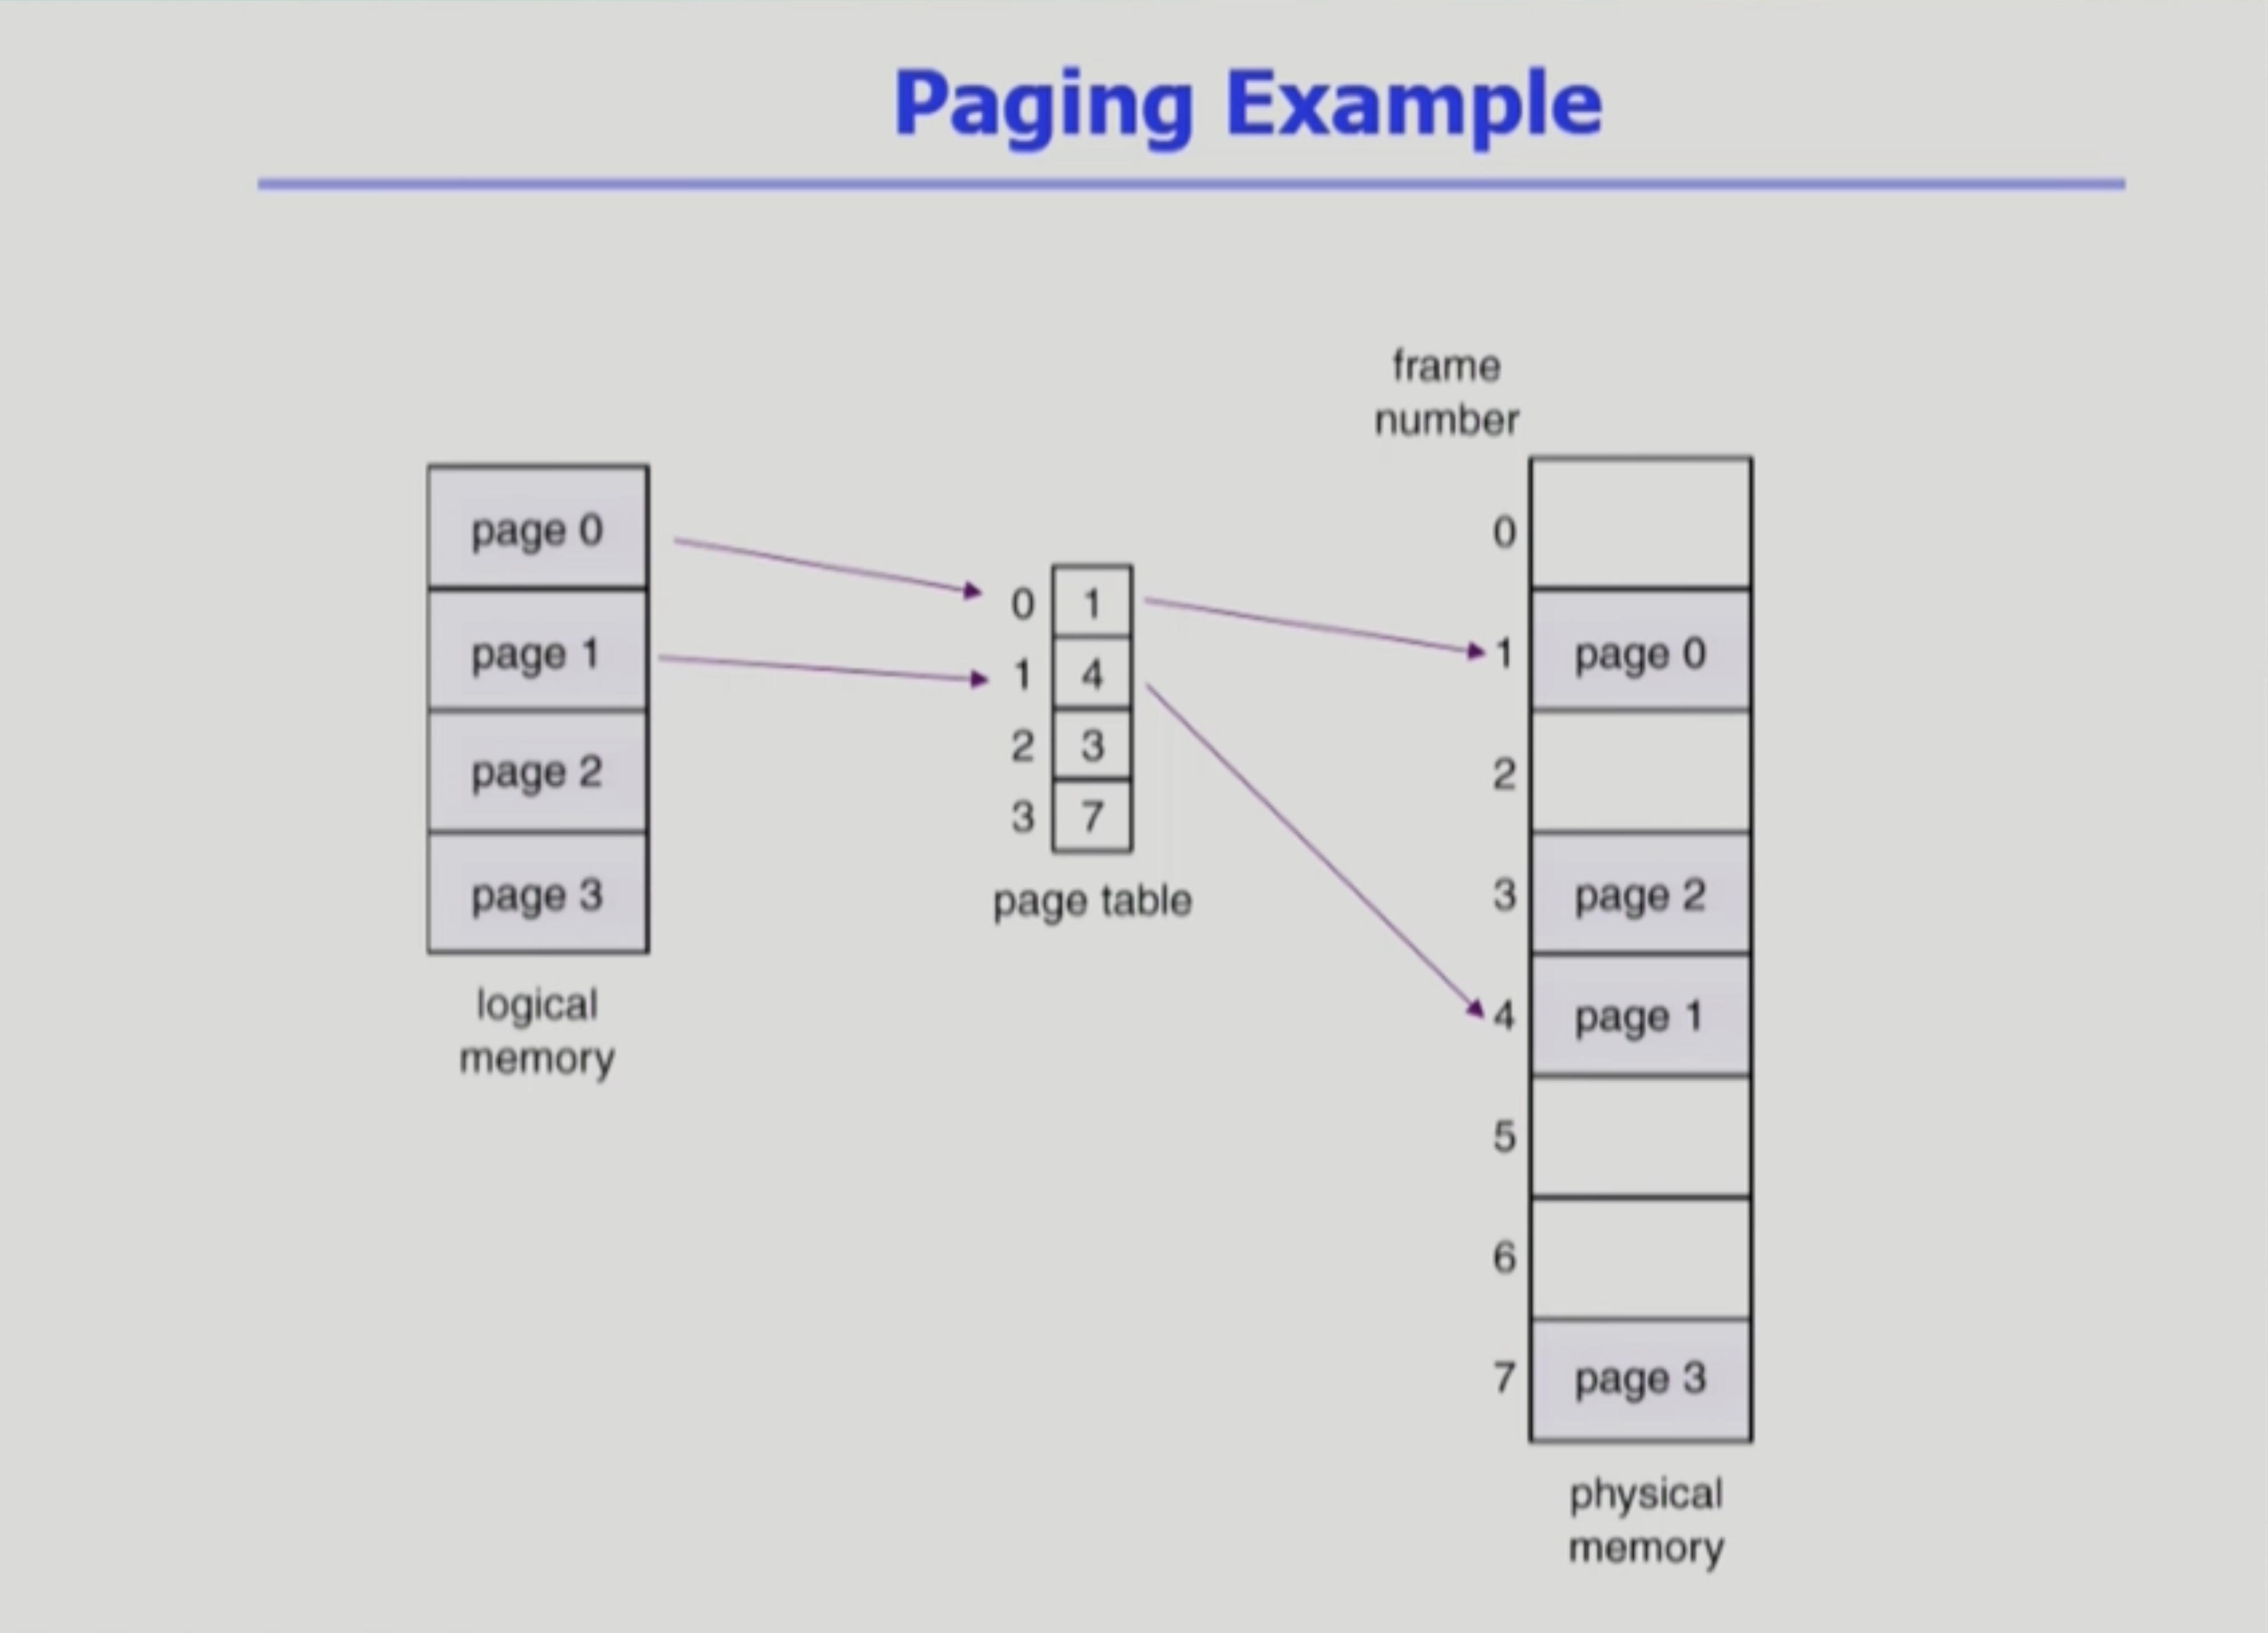 Paging Example
page 0
page 1
page 2
page 3
logical
memory
0 1
1 4
2 3
3 7
page table
frame
number
0
1 page 0
2
3 page 2
4 page 1
5
6
7 page 3
physical
memory